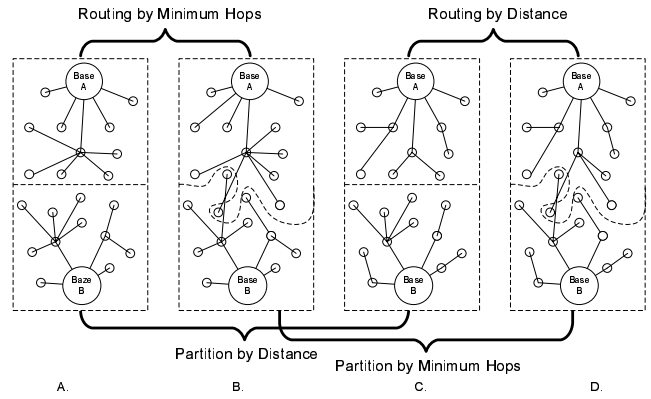 Routing by Minimum Hops
Routing by Distance
Base
A
Base
A
Base
A
Base
A
Baze
B
Base
B
Base
B
Base
B
Partition by Distance
Partition by Minimum Hops
A.
B.
C.
D.